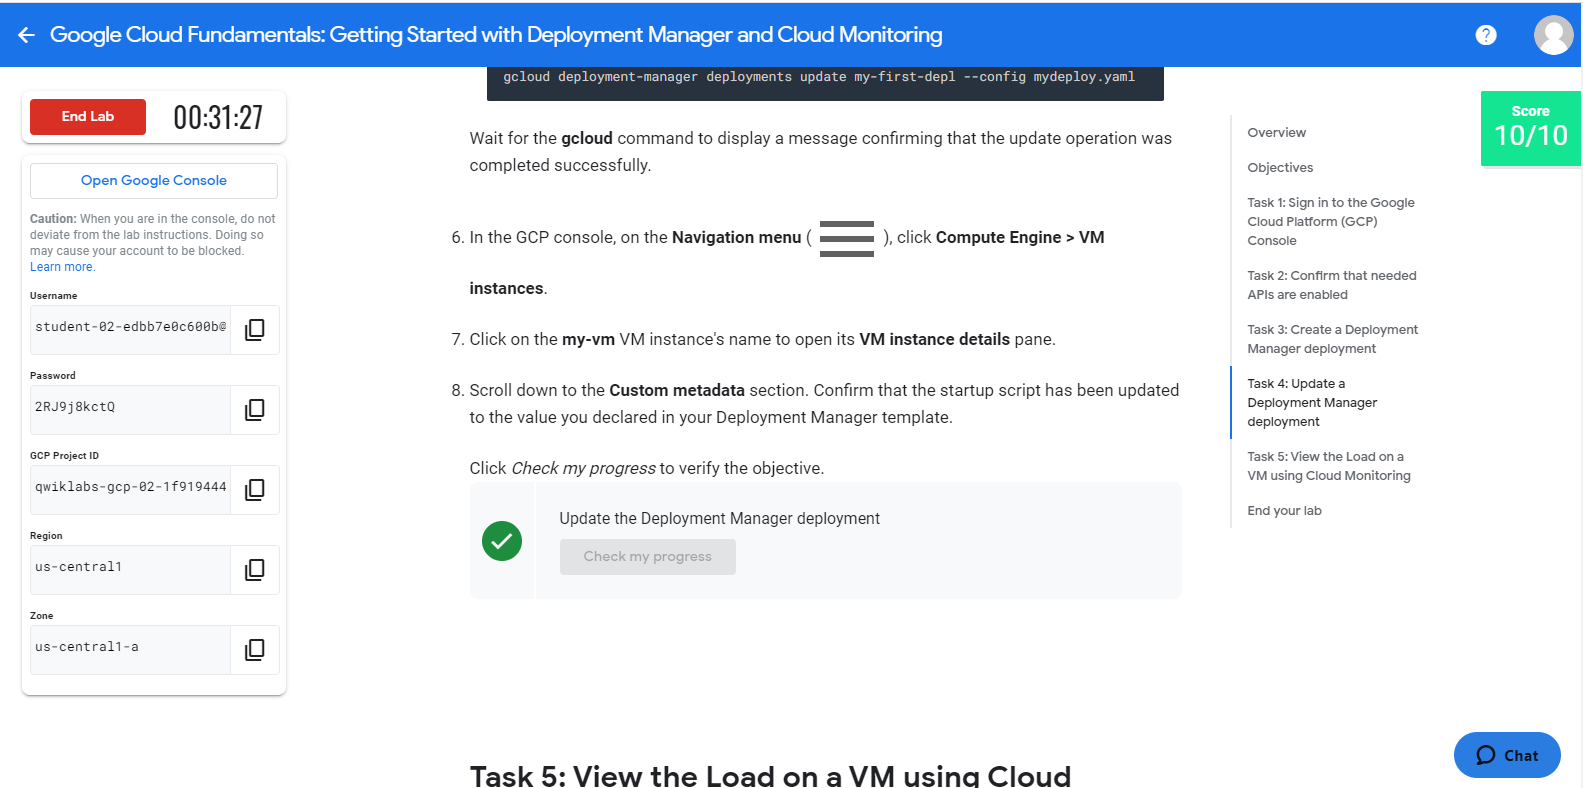 Google Cloud Fundamentals: Getting Started with Deployment Manager and Cloud Monitoring
?
gcloud deployment-manager deployments update my-first-depl --config mydeploy.yaml
End Lab
00:31:27
Open Google Console
Caution: When you are in the console, do not
deviate from the lab instructions. Doing so
may cause your account to be blocked.
Learn more.
Username
student-02-edbb7e0c600b@
Password
2RJ9j8kctQ
GCP Project ID
qwiklabs-gcp-02-1f919444
Region
us-central1
Zone
us-central1-a
Wait for the gcloud command to display a message confirming that the update operation was
completed successfully.
6. In the GCP console, on the Navigation menu ( ), click Compute Engine > VM
instances.
7. Click on the my-vm VM instance's name to open its VM instance details pane.
8. Scroll down to the Custom metadata section. Confirm that the startup script has been updated
to the value you declared in your Deployment Manager template.
Click Check my progress to verify the objective.
Update the Deployment Manager deployment
Check my progress
Task 5: View the Load on a VM using Cloud
Overview
Objectives
Task 1: Sign in to the Google
Cloud Platform (GCP)
Console
Task 2: Confirm that needed
APIs are enabled
Task 3: Create a Deployment
Manager deployment
Task 4: Update a
Deployment Manager
deployment
Task 5: View the Load on a
VM using Cloud Monitoring
End your lab
Score
10/10
Chat